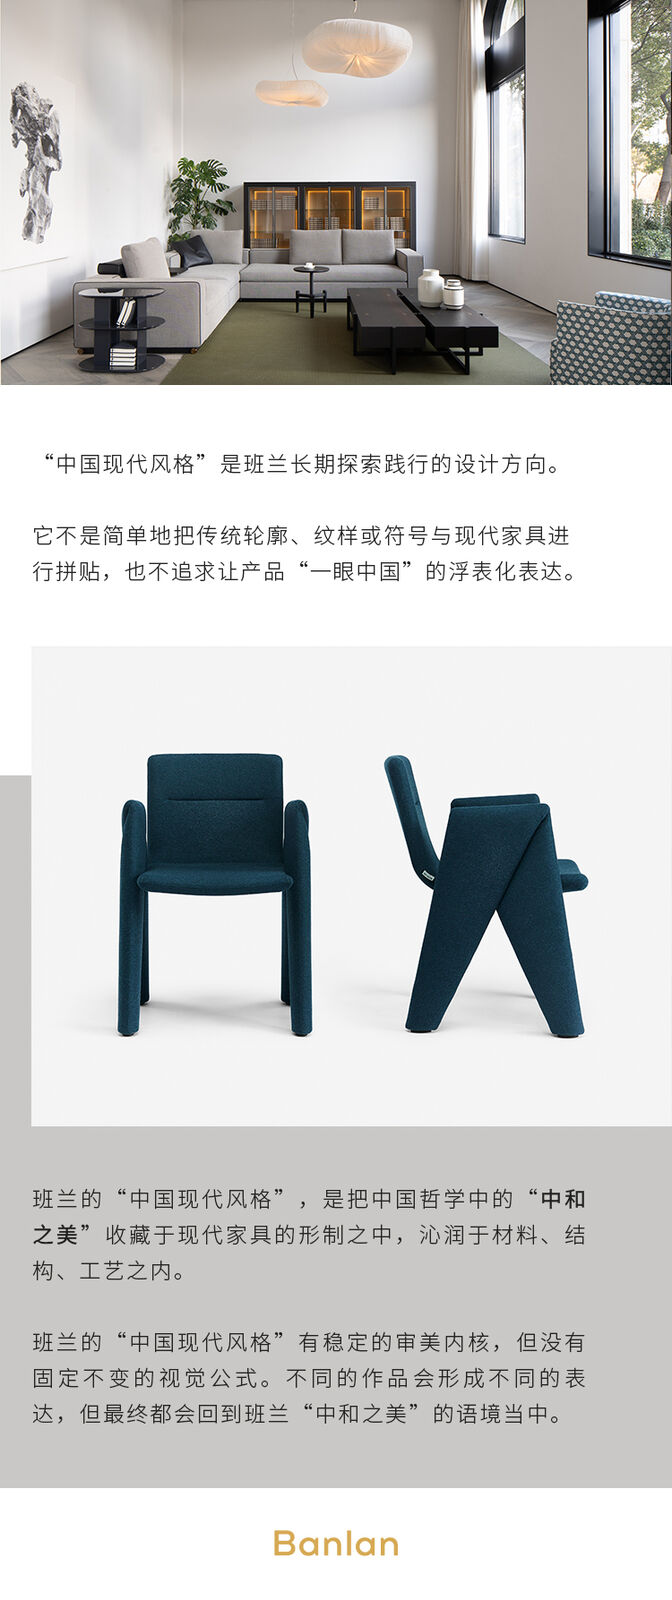 “中国现代风格”是班兰长期探索践行的设计方向。
它不是简单地把传统轮廓、纹样或符号与现代家具进
行拼贴，也不追求让产品“一眼中国”的浮表化表达。
班兰的“中国现代风格”，是把中国哲学中的“中和
之美”收藏于现代家具的形制之中，沁润于材料、结
构、工艺之内。
班兰的“中国现代风格”有稳定的审美内核，但没有
固定不变的视觉公式。不同的作品会形成不同的表
达，但最终都会回到班兰“中和之美”的语境当中。
Banlan